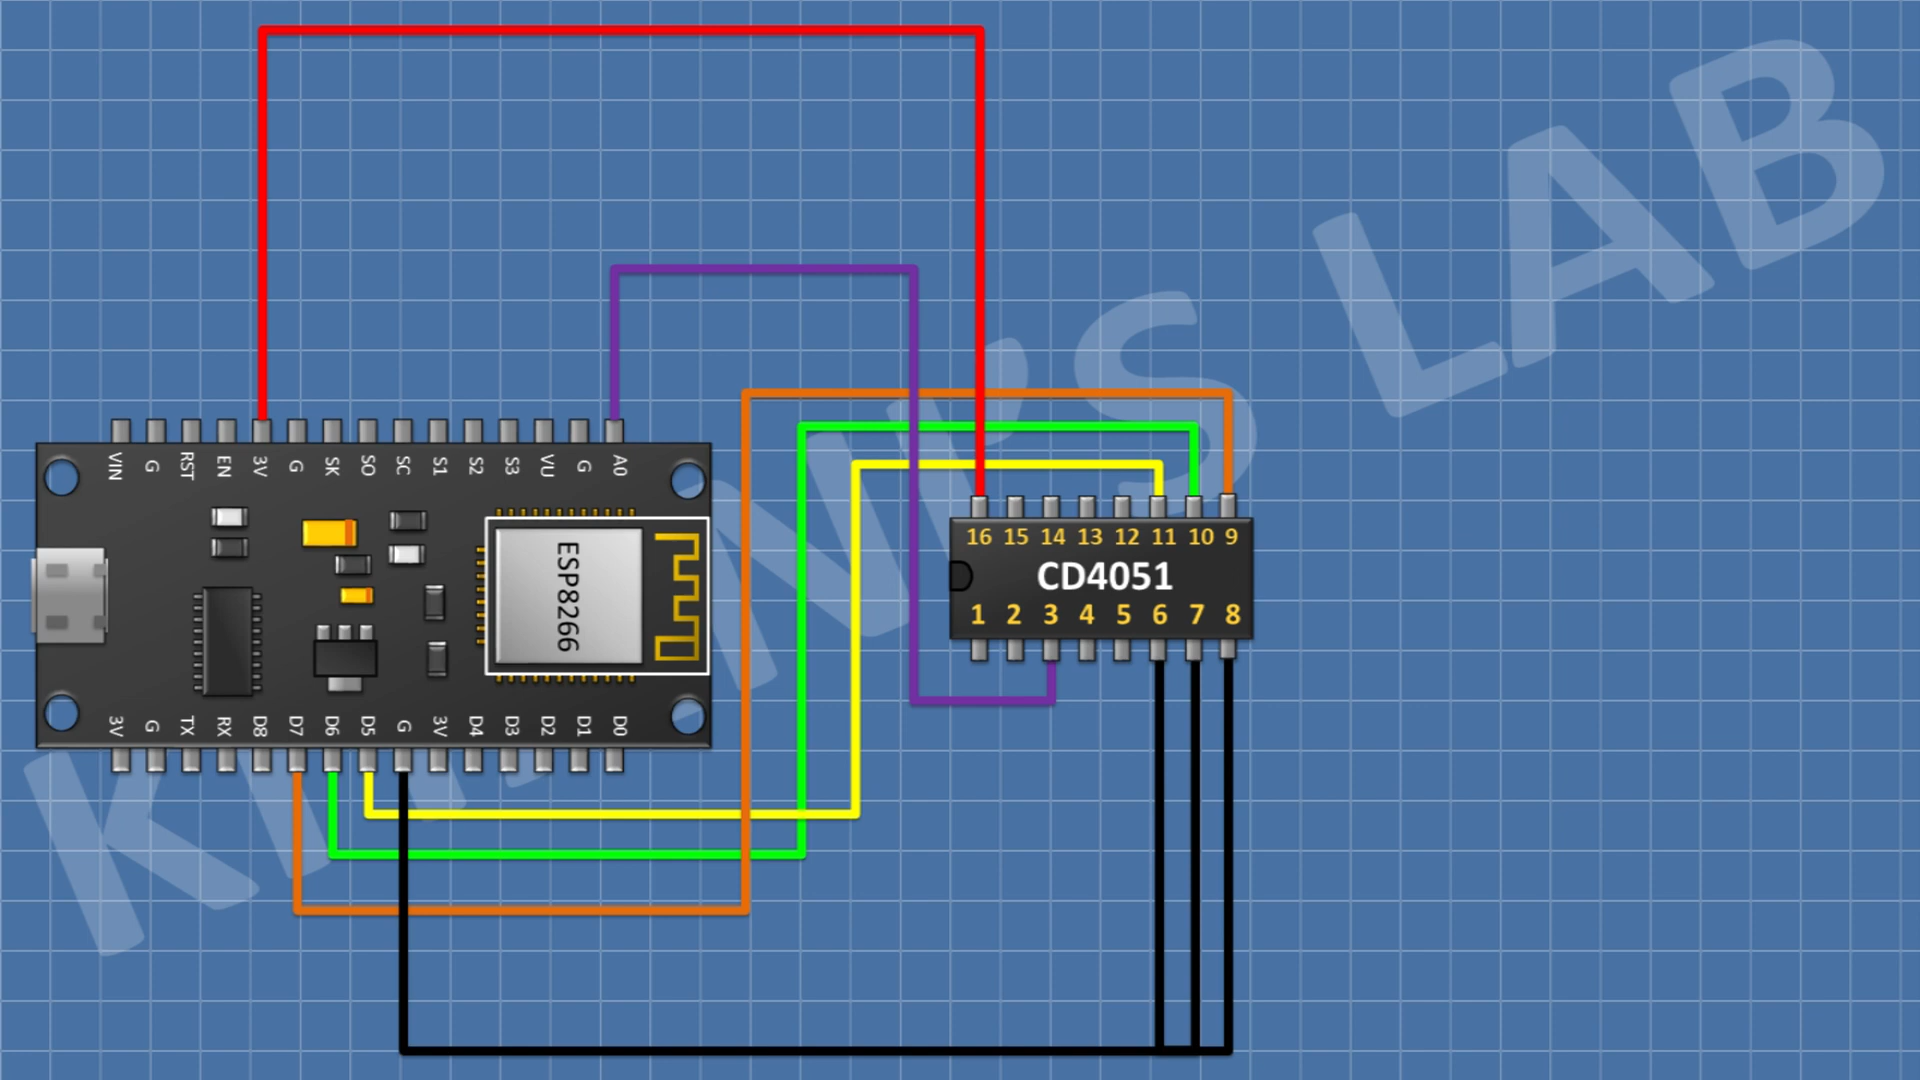 KIRANI'S LAB
VIN G RST EN 3V G SK SO SC S1 S2 S3 VU G A0
ESP8266
3V G TX RX D8 D7 D6 D5 G 3V D4 D3 D2 D1 D0
16 15 14 13 12 11 10 9
CD4051
1 2 3 4 5 6 7 8